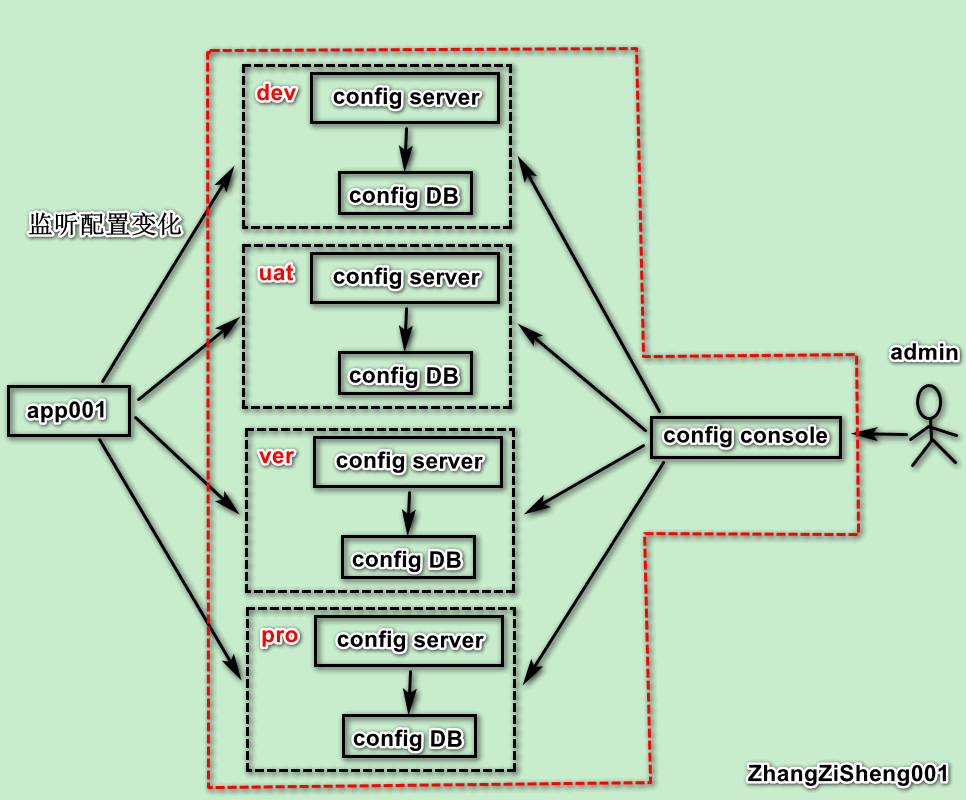 dev
config server
config DB
监听配置变化
uat
config server
config DB
admin
app001
config console
ver
config server
config DB
pro
config server
config DB
ZhangZiSheng001